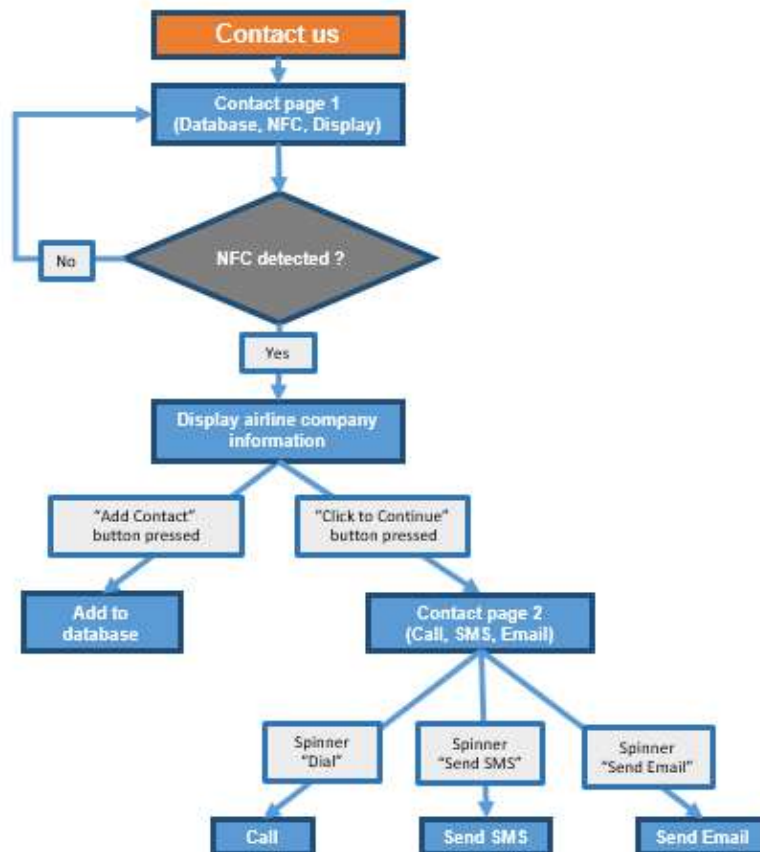 Contact us
Contact page 1
(Database, NFC, Display)
NFC detected ?
No
Yes
Display airline company
information
“Add Contact”
button pressed
“Click to Continue”
button pressed
Add to
database
Contact page 2
(Call, SMS, Email)
Spinner
“Dial”
Spinner
“Send SMS”
Spinner
“Send Email”
Call
Send SMS
Send Email